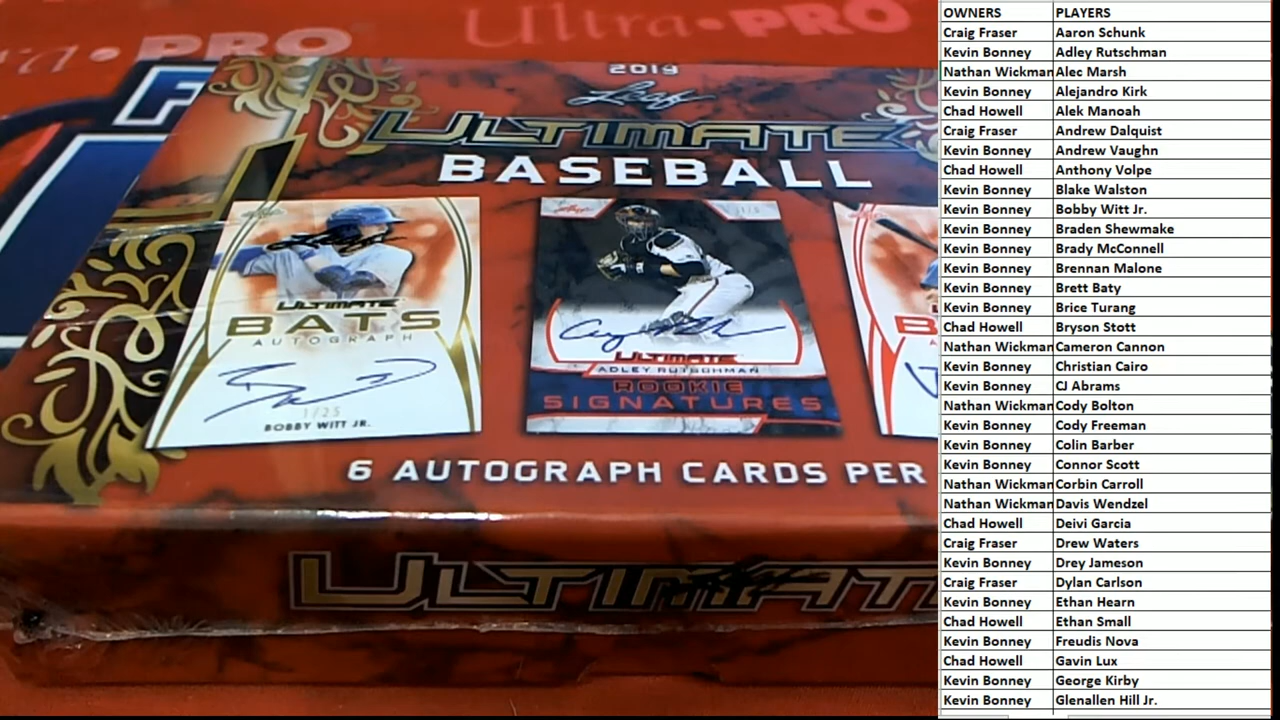 Ultra·PRO
PRO
2019
Leaf
ULTIMATE
BASEBALL
ULTIMATE
BATS
AUTOGRAPH
1/25
BOBBY WITT JR.
ULTIMATE
ADLEY RUTSCHMAN
ROOKIE
SIGNATURES
B
6 AUTOGRAPH CARDS PER
ULTIMAT
OWNERS PLAYERS
Craig Fraser Aaron Schunk
Kevin Bonney Adley Rutschman
Nathan Wickman Alec Marsh
Kevin Bonney Alejandro Kirk
Chad Howell Alek Manoah
Craig Fraser Andrew Dalquist
Kevin Bonney Andrew Vaughn
Chad Howell Anthony Volpe
Kevin Bonney Blake Walston
Kevin Bonney Bobby Witt Jr.
Kevin Bonney Braden Shewmake
Kevin Bonney Brady McConnell
Kevin Bonney Brennan Malone
Kevin Bonney Brett Baty
Kevin Bonney Brice Turang
Chad Howell Bryson Stott
Nathan Wickman Cameron Cannon
Kevin Bonney Christian Cairo
Kevin Bonney CJ Abrams
Nathan Wickman Cody Bolton
Kevin Bonney Cody Freeman
Kevin Bonney Colin Barber
Kevin Bonney Connor Scott
Nathan Wickman Corbin Carroll
Nathan Wickman Davis Wendzel
Chad Howell Deivi Garcia
Craig Fraser Drew Waters
Kevin Bonney Drey Jameson
Craig Fraser Dylan Carlson
Kevin Bonney Ethan Hearn
Chad Howell Ethan Small
Kevin Bonney Freudis Nova
Chad Howell Gavin Lux
Kevin Bonney George Kirby
Kevin Bonney Glenallen Hill Jr.